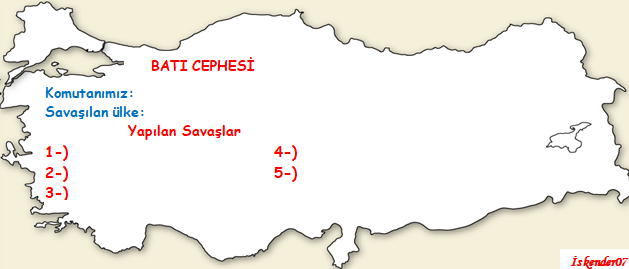 BATI CEPHESİ
Komutanımız:
Savaşılan ülke:
Yapılan Savaşlar
1-) 4-)
2-) 5-)
3-)
İskender07